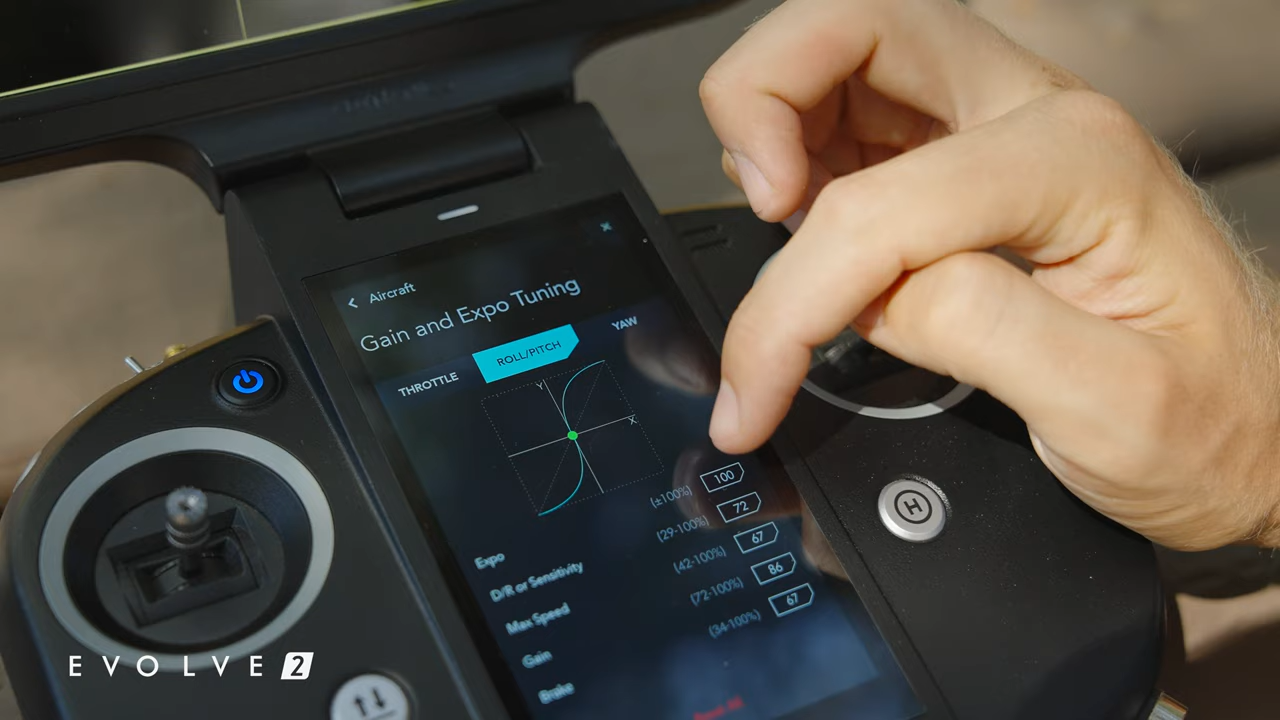 Aircraft
Gain and Expo Tuning
THROTTLE ROLL/PITCH YAW
Y
X
Expo (±100%) 100
D/R or Sensitivity (29-100%) 72
Max Speed (42-100%) 67
Gain (72-100%) 86
Brake (34-100%) 67
H
EVOLVE 2